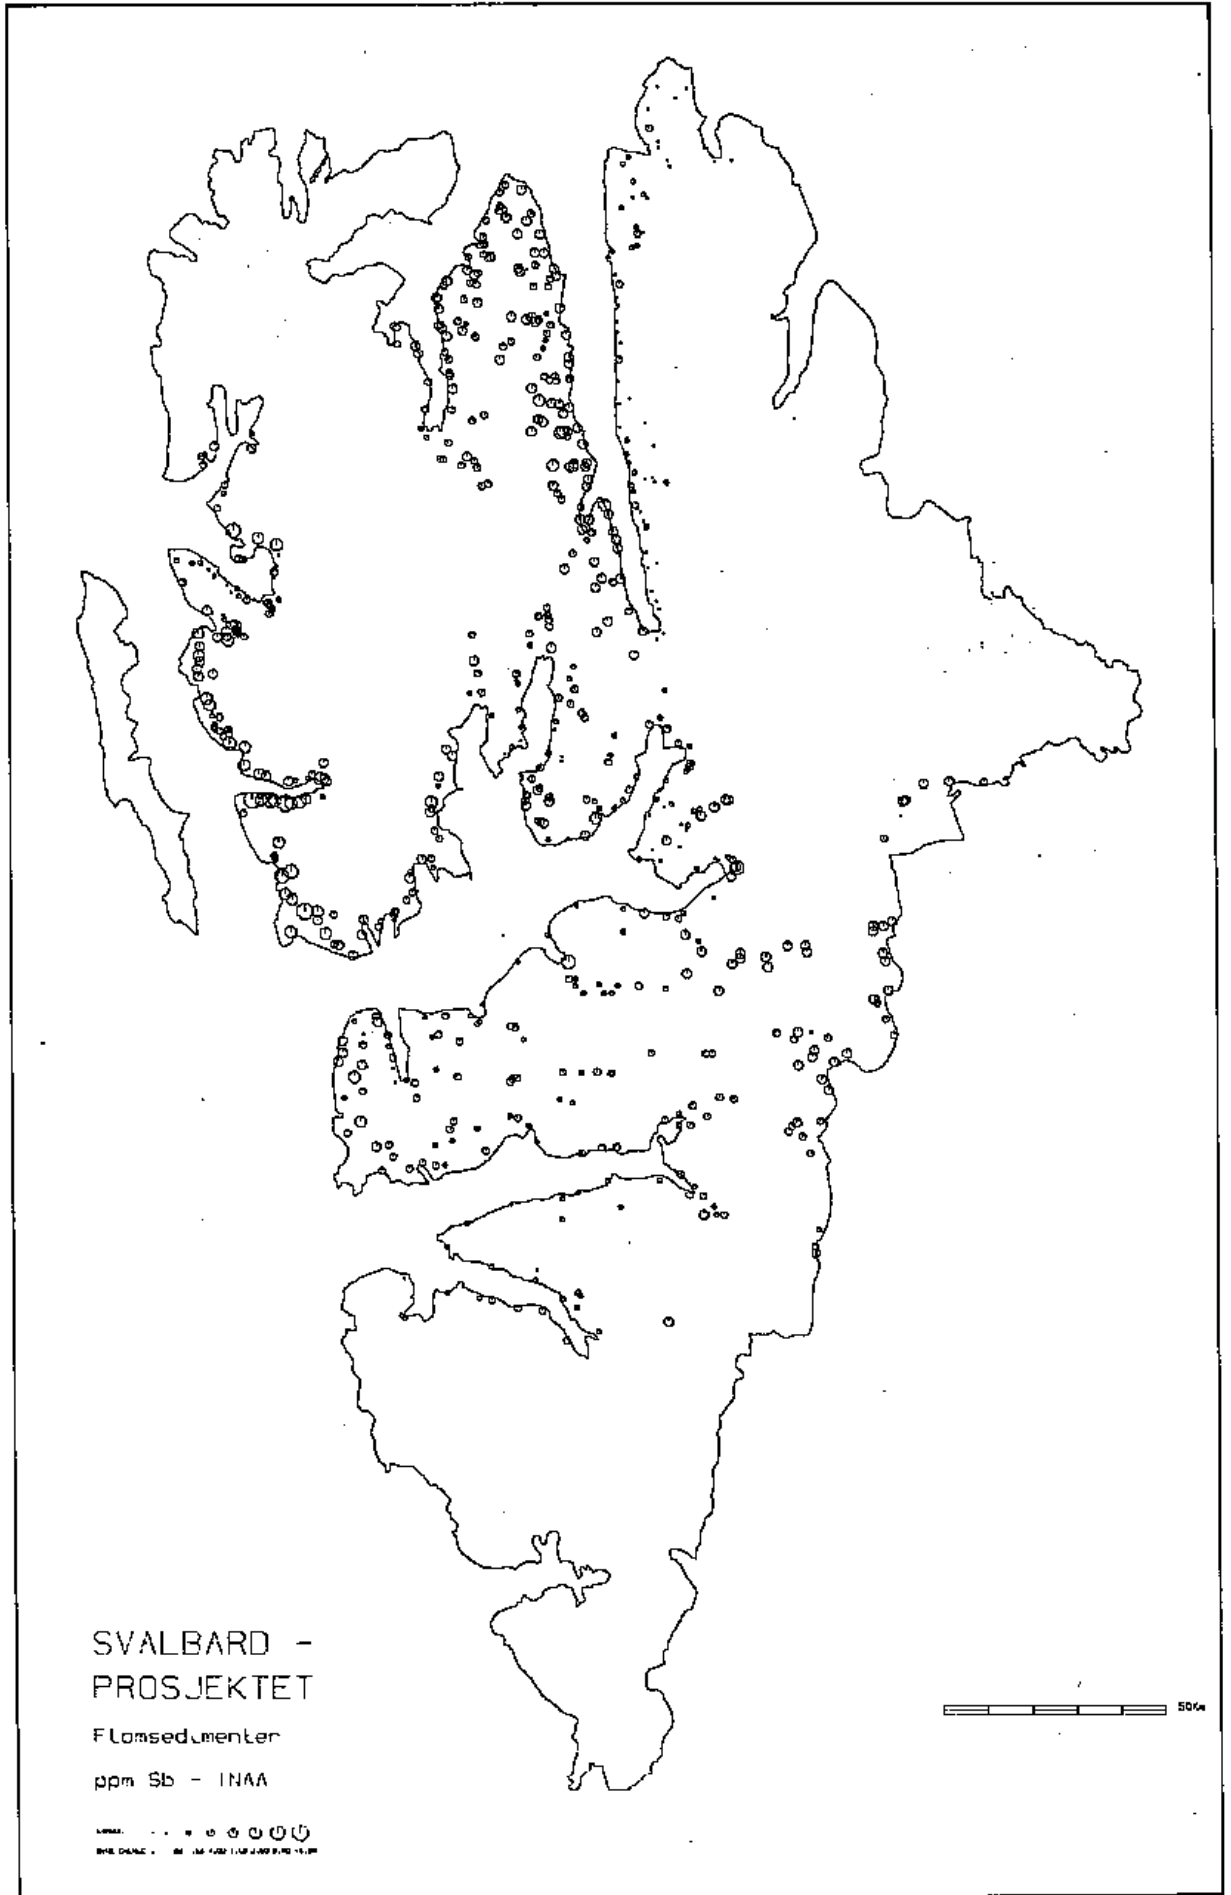 SVALBARD -
PROSJEKTET
Flomsedimenter
ppm Sb - INAA
50Km